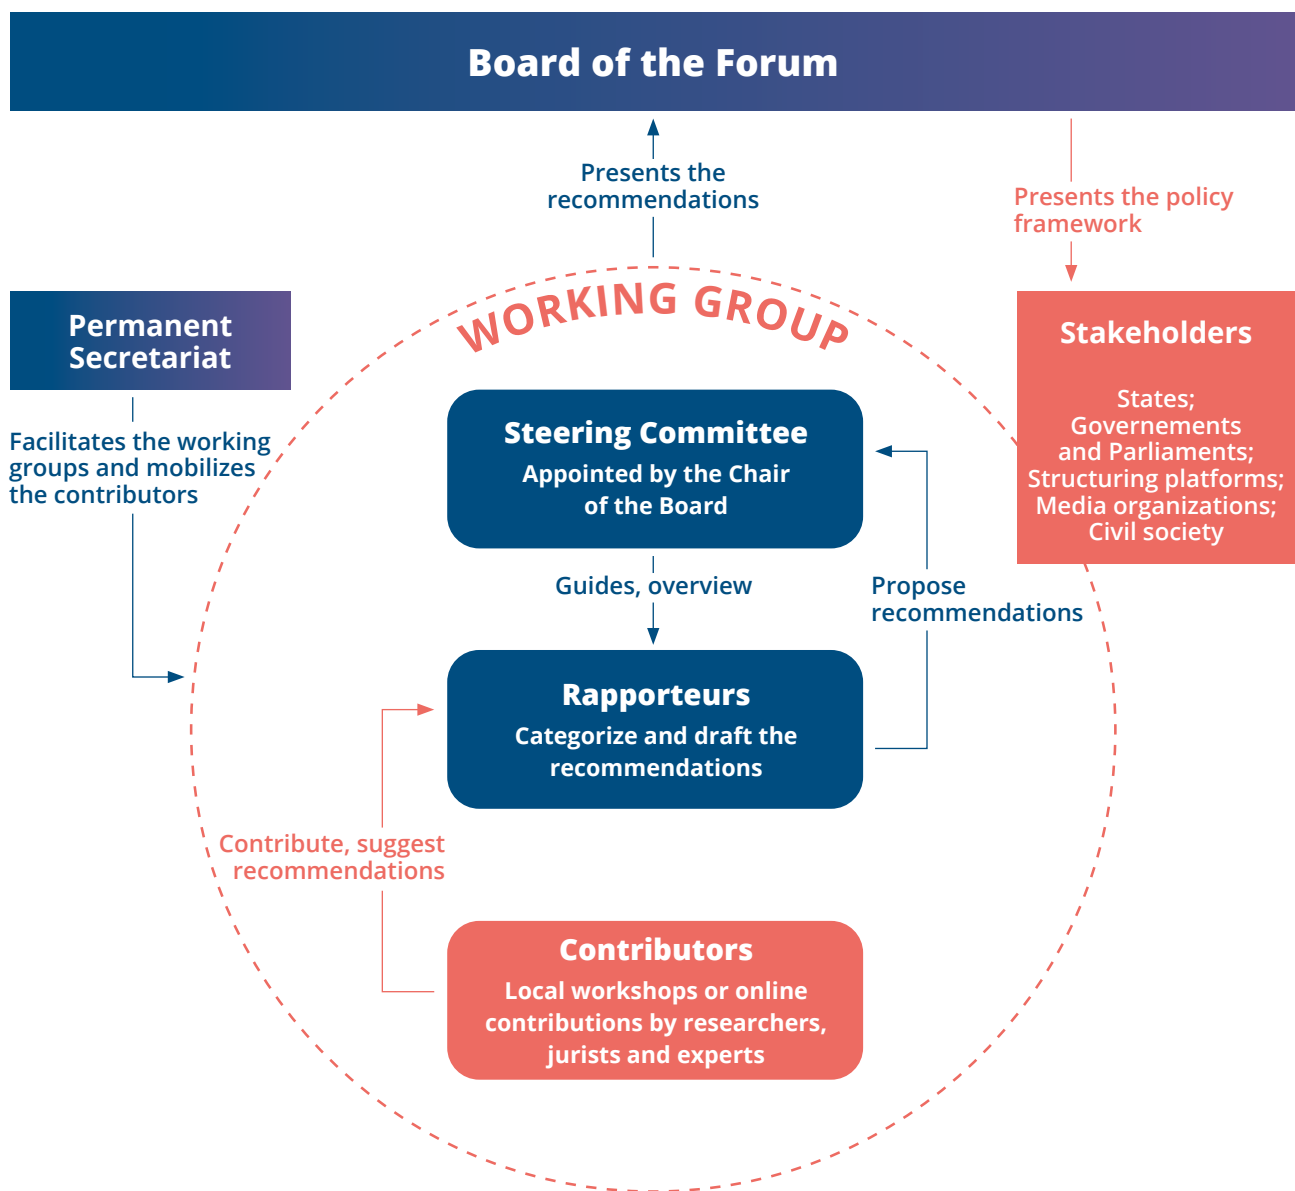 Board of the Forum
Presents the
recommendations
Presents the policy
framework
WORKING GROUP
Permanent
Secretariat
Facilitates the working
groups and mobilizes
the contributors
Stakeholders
States;
Governements
and Parliaments;
Structuring platforms;
Media organizations;
Civil society
Steering Committee
Appointed by the Chair
of the Board
Guides, overview
Propose
recommendations
Rapporteurs
Categorize and draft the
recommendations
Contribute, suggest
recommendations
Contributors
Local workshops or online
contributions by researchers,
jurists and experts